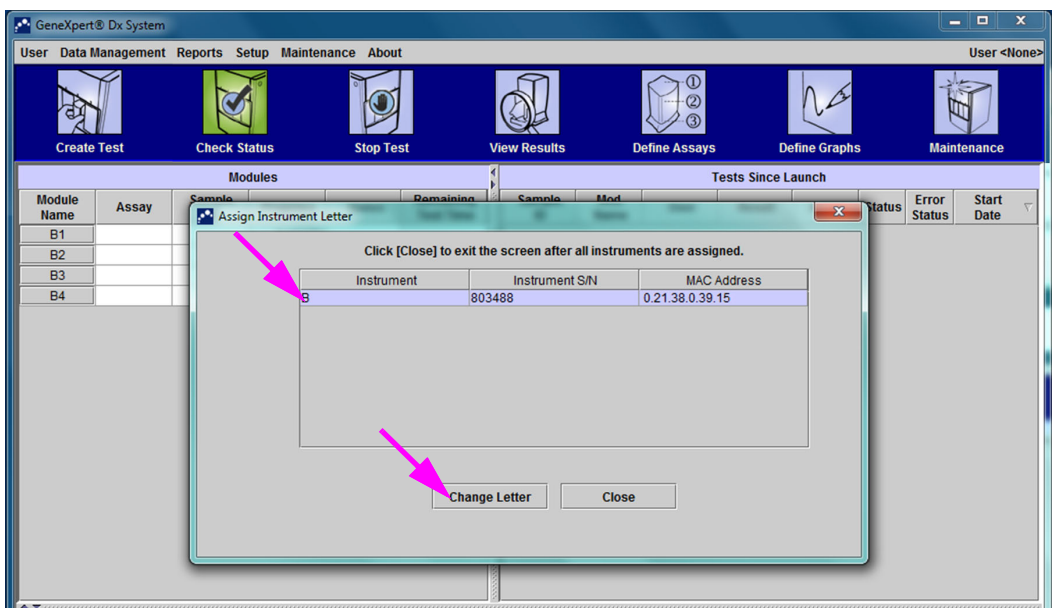 GeneXpert® Dx System
User Data Management Reports Setup Maintenance About User <None>
Create Test Check Status Stop Test View Results Define Assays Define Graphs Maintenance
Modules Tests Since Launch
Module Name Assay Sample Remaining Sample Mod Status Error Status Start Date
Assign Instrument Letter
B1
B2
B3
B4
Click [Close] to exit the screen after all instruments are assigned.
Instrument Instrument S/N MAC Address
B 803488 0.21.38.0.39.15
Change Letter Close